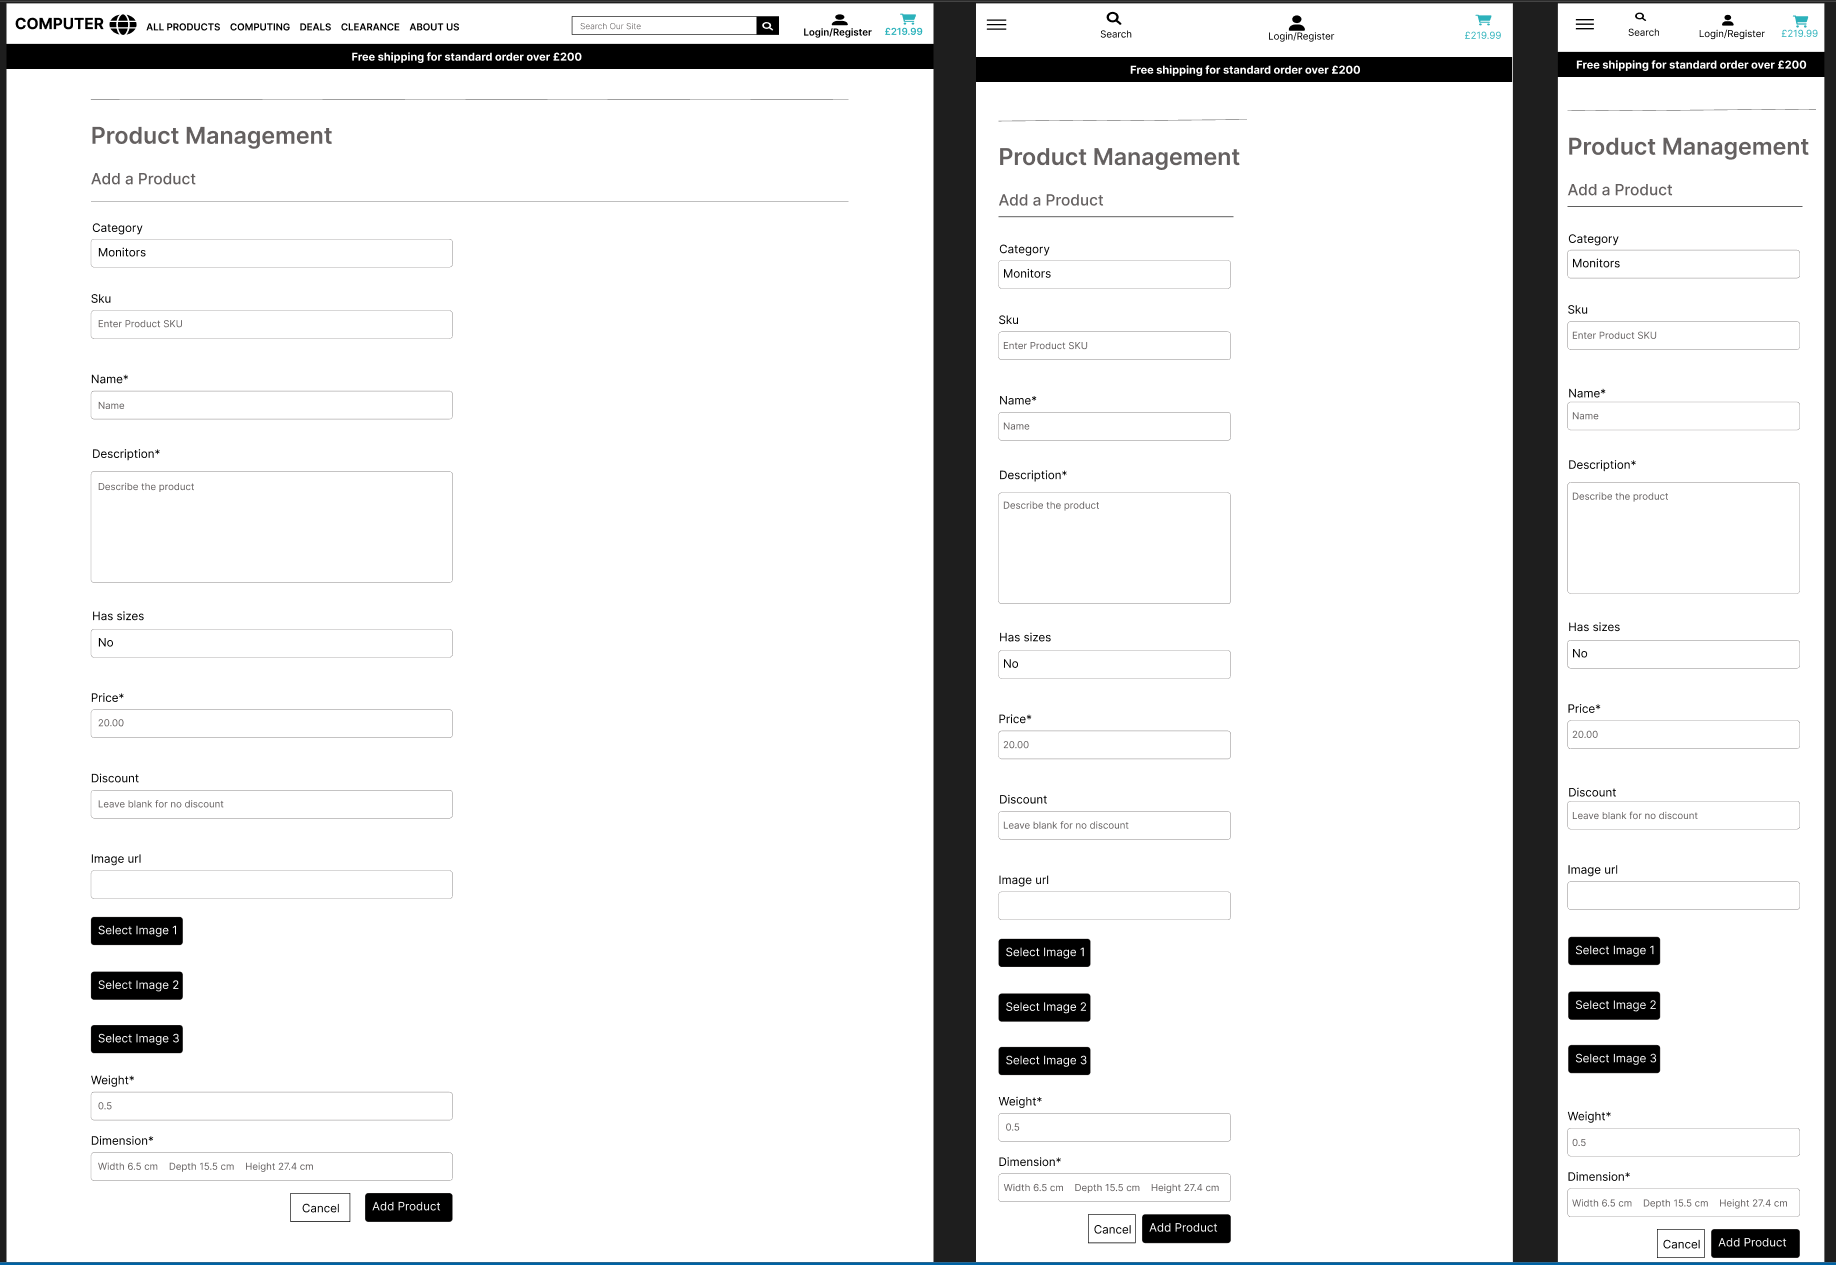 COMPUTER ALL PRODUCTS COMPUTING DEALS CLEARANCE ABOUT US Search Our Site Login/Register £219.99
Free shipping for standard order over £200
Product Management
Add a Product
Category
Monitors
Sku
Enter Product SKU
Name*
Name
Description*
Describe the product
Has sizes
No
Price*
20.00
Discount
Leave blank for no discount
Image url
Select Image 1
Select Image 2
Select Image 3
Weight*
0.5
Dimension*
Width 6.5 cm Depth 15.5 cm Height 27.4 cm
Cancel Add Product
Search Login/Register £219.99
Free shipping for standard order over £200
Product Management
Add a Product
Category
Monitors
Sku
Enter Product SKU
Name*
Name
Description*
Describe the product
Has sizes
No
Price*
20.00
Discount
Leave blank for no discount
Image url
Select Image 1
Select Image 2
Select Image 3
Weight*
0.5
Dimension*
Width 6.5 cm Depth 15.5 cm Height 27.4 cm
Cancel Add Product
Search Login/Register £219.99
Free shipping for standard order over £200
Product Management
Add a Product
Category
Monitors
Sku
Enter Product SKU
Name*
Name
Description*
Describe the product
Has sizes
No
Price*
20.00
Discount
Leave blank for no discount
Image url
Select Image 1
Select Image 2
Select Image 3
Weight*
0.5
Dimension*
Width 6.5 cm Depth 15.5 cm Height 27.4 cm
Cancel Add Product